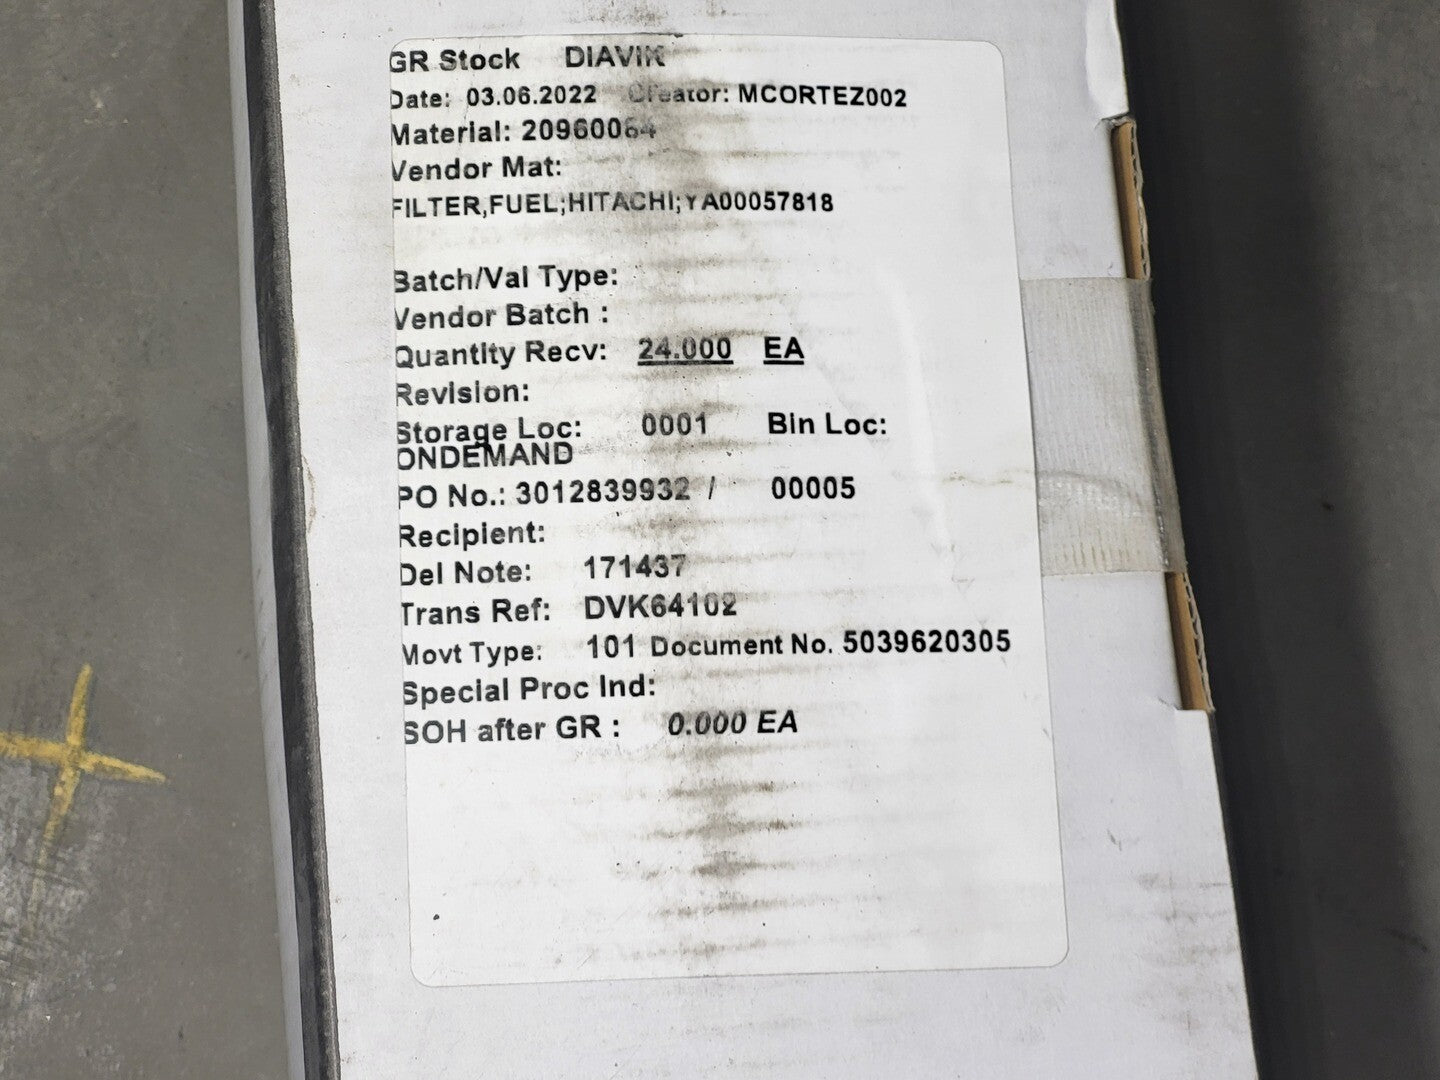 GR Stock DIAVIK
Date: 03.06.2022 Creator: MCORTEZ002
Material: 20960064
Vendor Mat:
FILTER,FUEL;HITACHI;YA00057818
Batch/Val Type:
Vendor Batch :
Quantity Recv: 24.000 EA
Revision:
Storage Loc: 0001 Bin Loc:
ONDEMAND
PO No.: 3012839932 / 00005
Recipient:
Del Note: 171437
Trans Ref: DVK64102
Movt Type: 101 Document No. 5039620305
Special Proc Ind:
SOH after GR : 0.000 EA